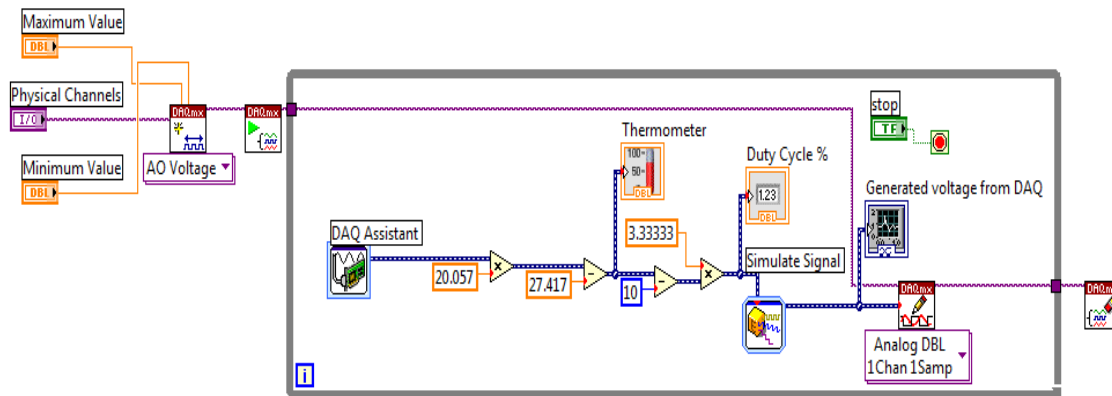 Maximum Value
DBL
Physical Channels
I/O
Minimum Value
DBL
DAQmx
AO Voltage
DAQmx
DAQ Assistant
20.057
27.417
Thermometer
100
50
DBL
10
3.33333
Duty Cycle %
1.23
DBL
Simulate Signal
stop
TF
Generated voltage from DAQ
DAQmx
Analog DBL
1Chan 1Samp
DAQmx
i